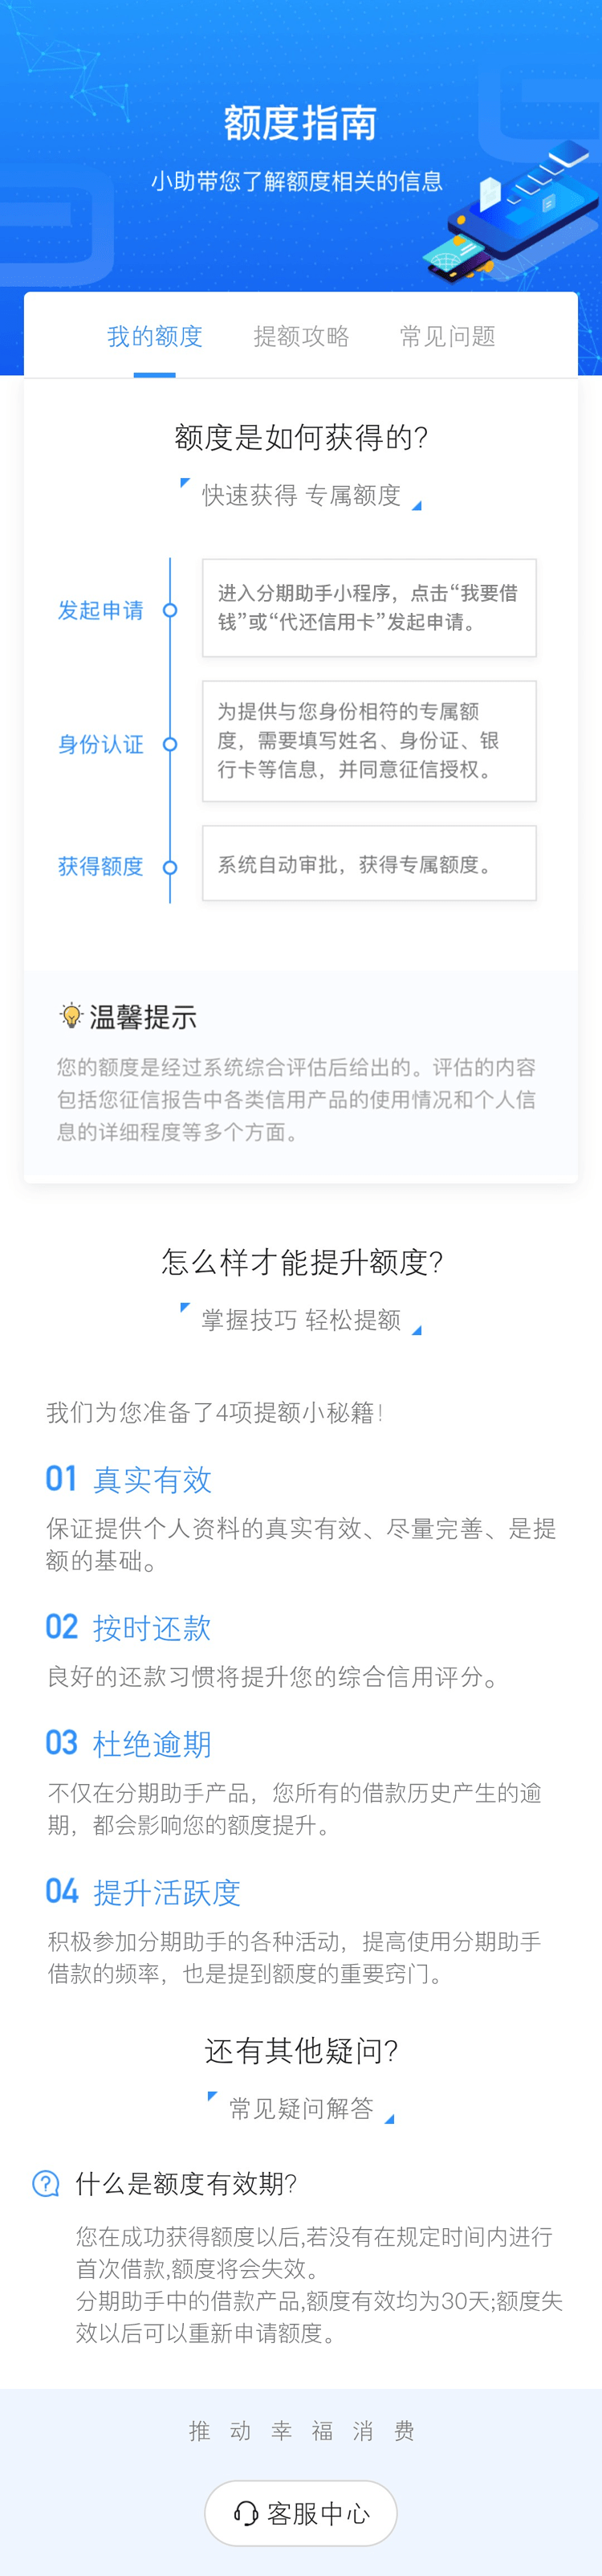 额度指南
小助带您了解额度相关的信息
我的额度 提额攻略 常见问题
额度是如何获得的?
快速获得 专属额度
发起申请
进入分期助手小程序，点击“我要借
钱”或“代还信用卡”发起申请。
身份认证
为提供与您身份相符的专属额
度，需要填写姓名、身份证、银
行卡等信息，并同意征信授权。
获得额度
系统自动审批，获得专属额度。
温馨提示
您的额度是经过系统综合评估后给出的。评估的内容
包括您征信报告中各类信用产品的使用情况和个人信
息的详细程度等多个方面。
怎么样才能提升额度?
掌握技巧 轻松提额
我们为您准备了4项提额小秘籍!
01 真实有效
保证提供个人资料的真实有效、尽量完善、是提
额的基础。
02 按时还款
良好的还款习惯将提升您的综合信用评分。
03 杜绝逾期
不仅在分期助手产品，您所有的借款历史产生的逾
期，都会影响您的额度提升。
04 提升活跃度
积极参加分期助手的各种活动，提高使用分期助手
借款的频率，也是提到额度的重要窍门。
还有其他疑问?
常见疑问解答
什么是额度有效期?
您在成功获得额度以后,若没有在规定时间内进行
首次借款,额度将会失效。
分期助手中的借款产品,额度有效均为30天;额度失
效以后可以重新申请额度。
推动幸福消费
客服中心